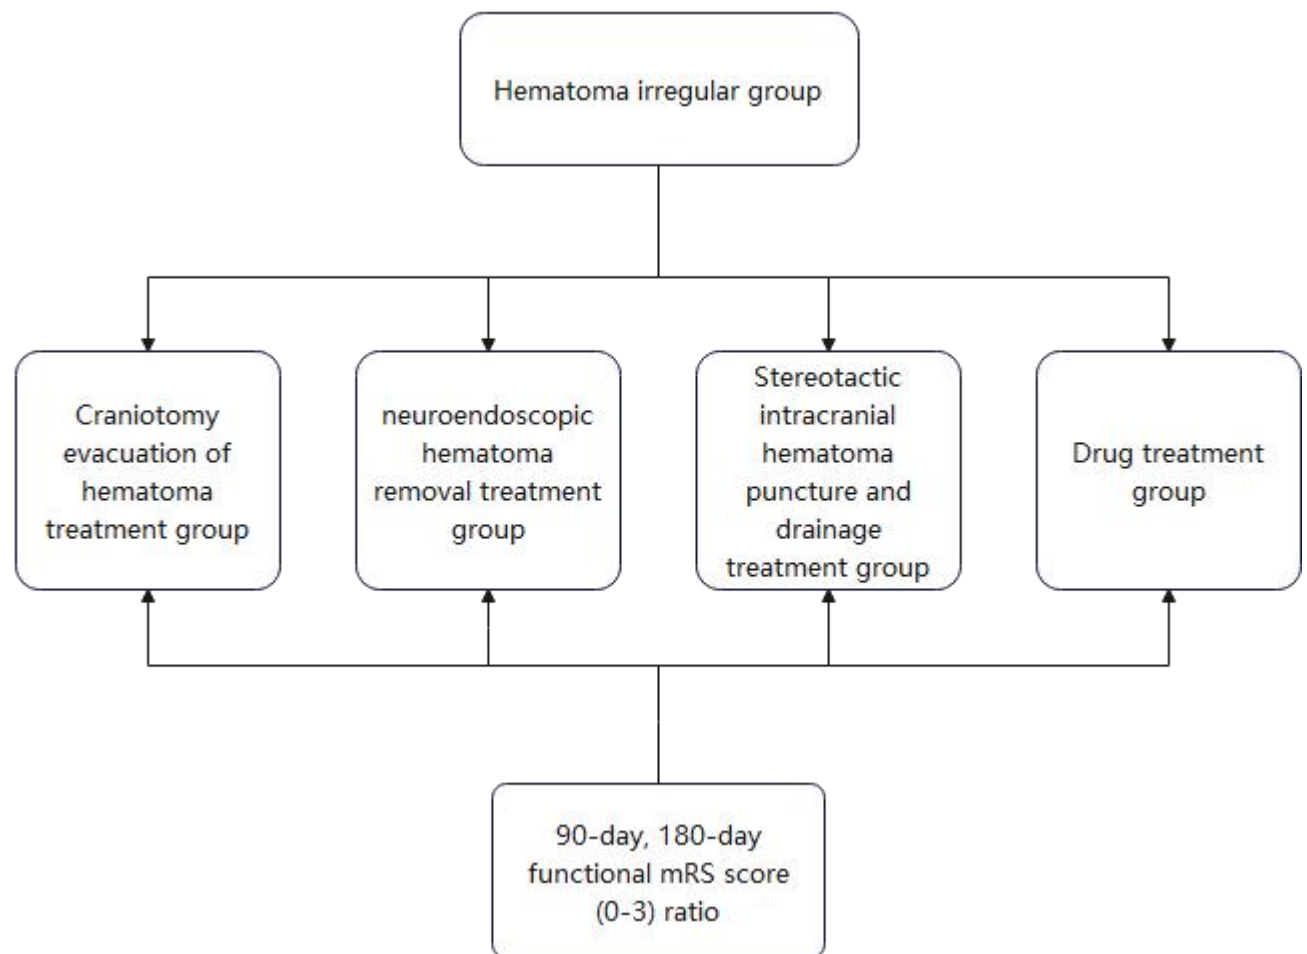 Hematoma irregular group
Craniotomy
evacuation of
hematoma
treatment group
neuroendoscopic
hematoma
removal treatment
group
Stereotactic
intracranial
hematoma
puncture and
drainage
treatment group
Drug treatment
group
90-day, 180-day
functional mRS score
(0-3) ratio